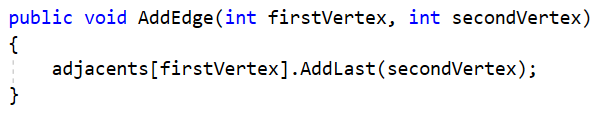 public void AddEdge(int firstVertex, int secondVertex)
{
    adjacents[firstVertex].AddLast(secondVertex);
}